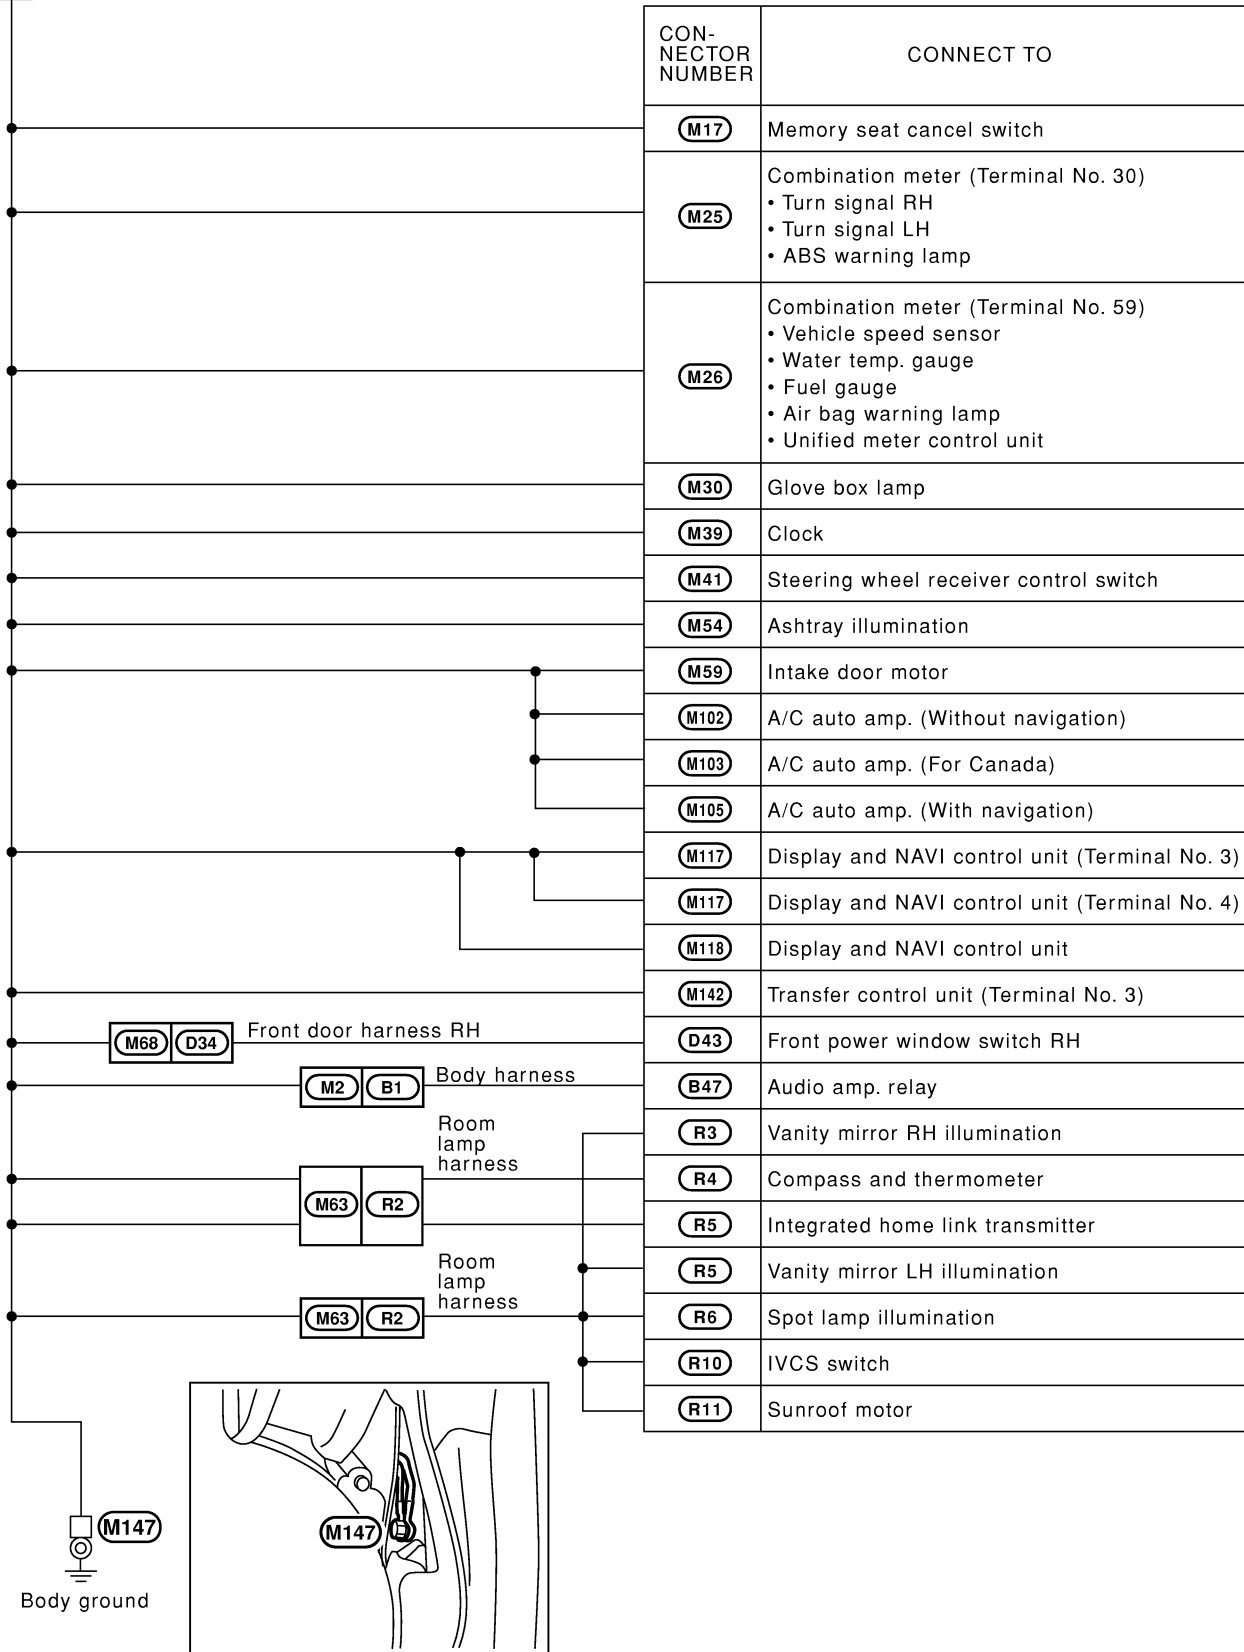 CON-
NECTOR
NUMBER
CONNECT TO
M17 Memory seat cancel switch
M25
Combination meter (Terminal No. 30)
• Turn signal RH
• Turn signal LH
• ABS warning lamp
M26
Combination meter (Terminal No. 59)
• Vehicle speed sensor
• Water temp. gauge
• Fuel gauge
• Air bag warning lamp
• Unified meter control unit
M30 Glove box lamp
M39 Clock
M41 Steering wheel receiver control switch
M54 Ashtray illumination
M59 Intake door motor
M102 A/C auto amp. (Without navigation)
M103 A/C auto amp. (For Canada)
M105 A/C auto amp. (With navigation)
M117 Display and NAVI control unit (Terminal No. 3)
M117 Display and NAVI control unit (Terminal No. 4)
M118 Display and NAVI control unit
M142 Transfer control unit (Terminal No. 3)
M68 D34 Front door harness RH D43 Front power window switch RH
M2 B1 Body harness B47 Audio amp. relay
R3 Vanity mirror RH illumination
Room
lamp
harness
R4 Compass and thermometer
M63 R2
R5 Integrated home link transmitter
R5 Vanity mirror LH illumination
Room
lamp
harness
M63 R2
R6 Spot lamp illumination
R10 IVCS switch
R11 Sunroof motor
M147
M147
Body ground